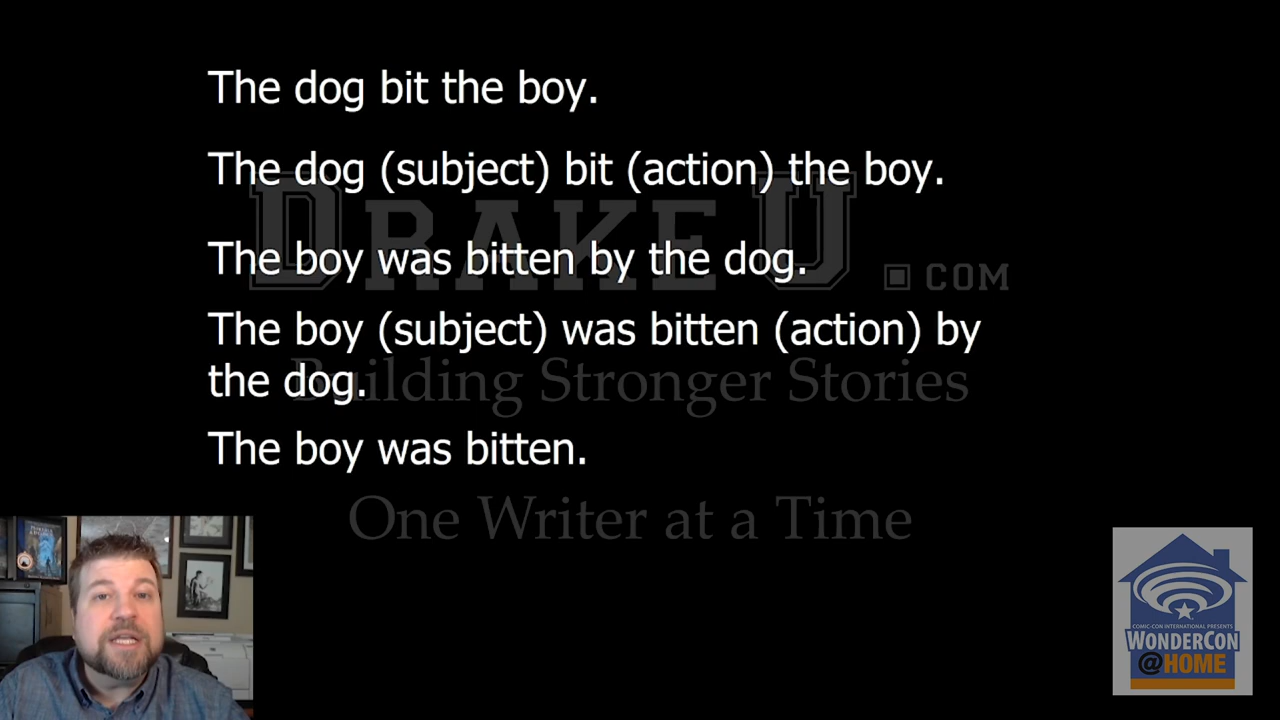 The dog bit the boy.
The dog (subject) bit (action) the boy.
DRAKE U .COM
The boy was bitten by the dog.
The boy (subject) was bitten (action) by
the dog.
Building Stronger Stories
The boy was bitten.
One Writer at a Time
COMIC-CON INTERNATIONAL PRESENTS
WONDERCON
@HOME